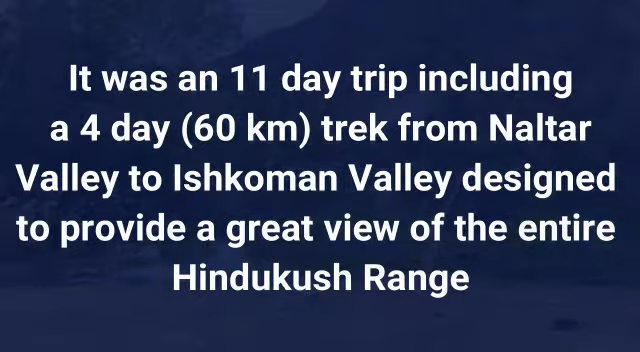 It was an 11 day trip including
a 4 day (60 km) trek from Naltar
Valley to Ishkoman Valley designed
to provide a great view of the entire
Hindukush Range